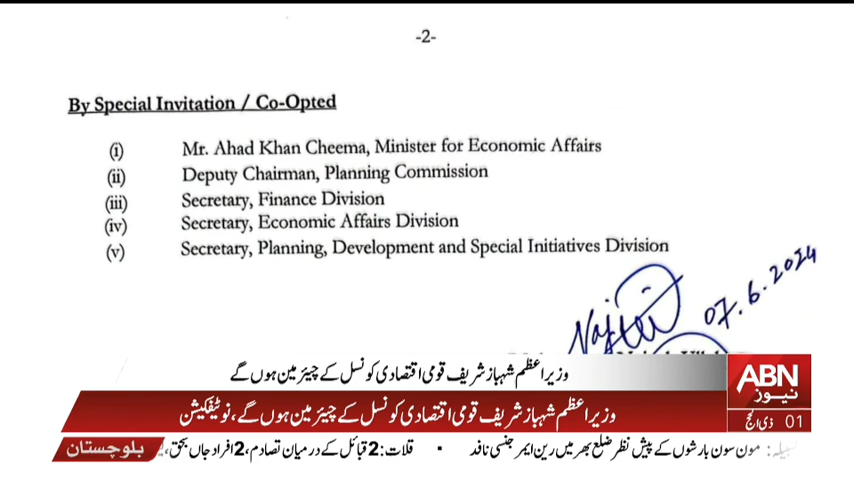 -2-
By Special Invitation / Co-Opted
(i) Mr. Ahad Khan Cheema, Minister for Economic Affairs
(ii) Deputy Chairman, Planning Commission
(iii) Secretary, Finance Division
(iv) Secretary, Economic Affairs Division
(v) Secretary, Planning, Development and Special Initiatives Division
07.6.2024
وزیراعظم شہباز شریف قومی اقتصادی کونسل کے چیئرمین ہوں گے
وزیراعظم شہباز شریف قومی اقتصادی کونسل کے چیئرمین ہوں گے، نوٹیفکیشن
ABN
نیوز
01 ذی الحج
بلوچستان
سبیلہ: مون سون بارشوں کے پیش نظر ضلع بھر میں رین ایمرجنسی نافذ • قلات: 2 قبائل کے درمیان تصادم، 2 افراد جاں بحق،